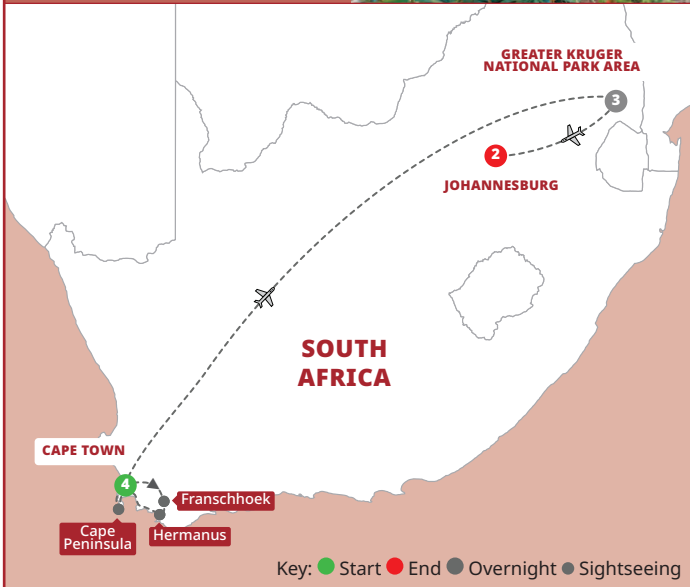 GREATER KRUGER
NATIONAL PARK AREA
3
2
JOHANNESBURG
SOUTH
AFRICA
CAPE TOWN
4
Franschhoek
Cape
Peninsula
Hermanus
Key: Start End Overnight Sightseeing